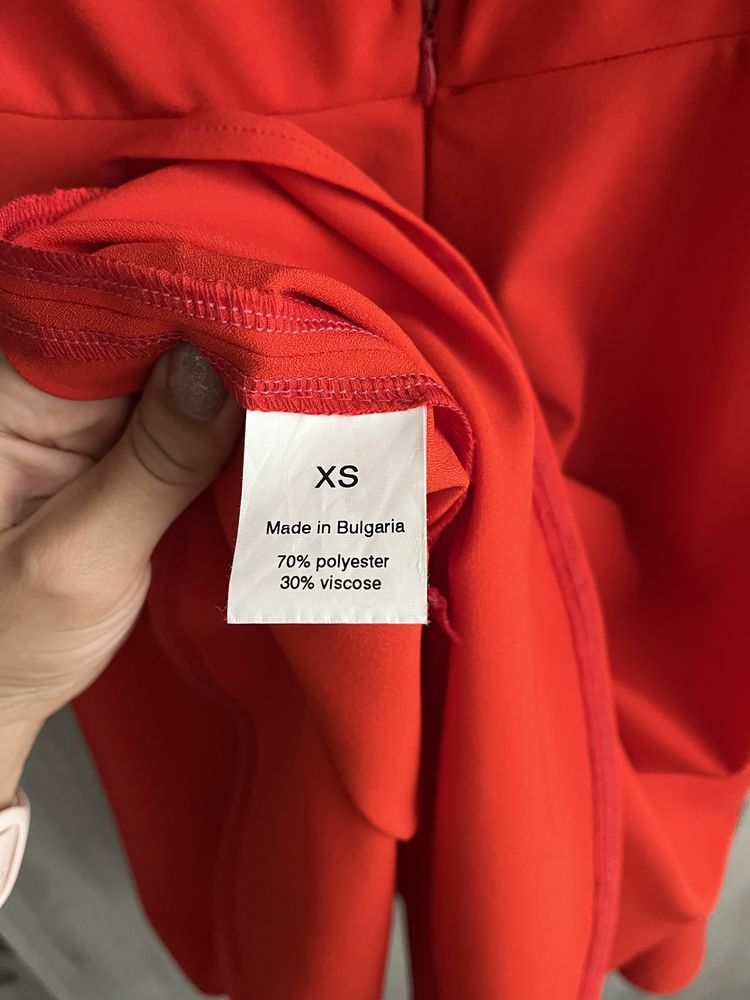 XS
Made in Bulgaria
70% polyester
30% viscose